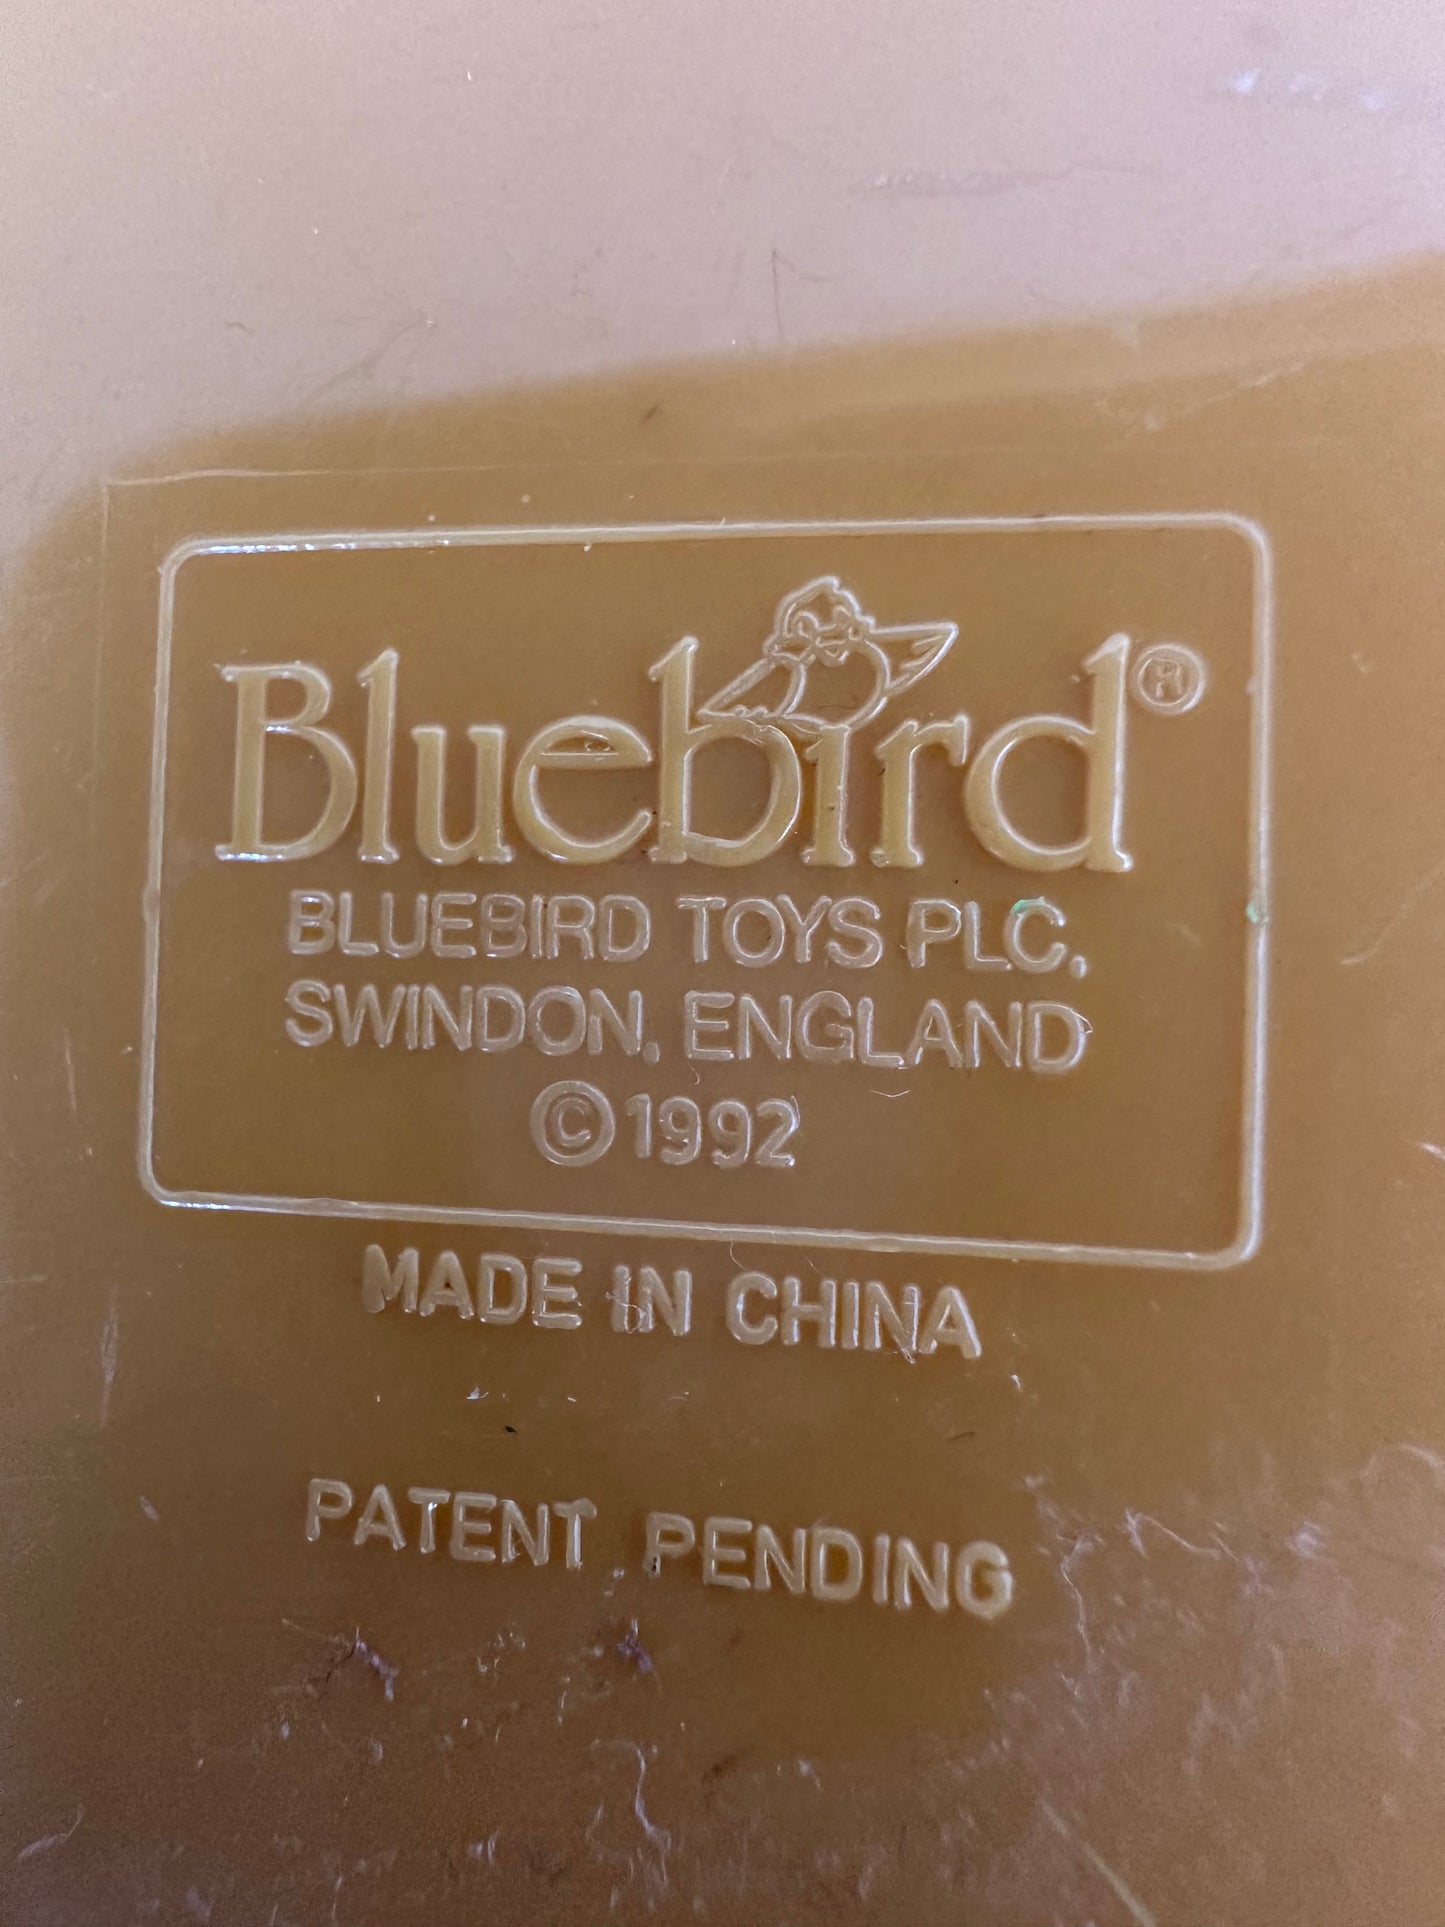 Bluebird®
BLUEBIRD TOYS PLC,
SWINDON, ENGLAND
©1992
MADE IN CHINA
PATENT PENDING